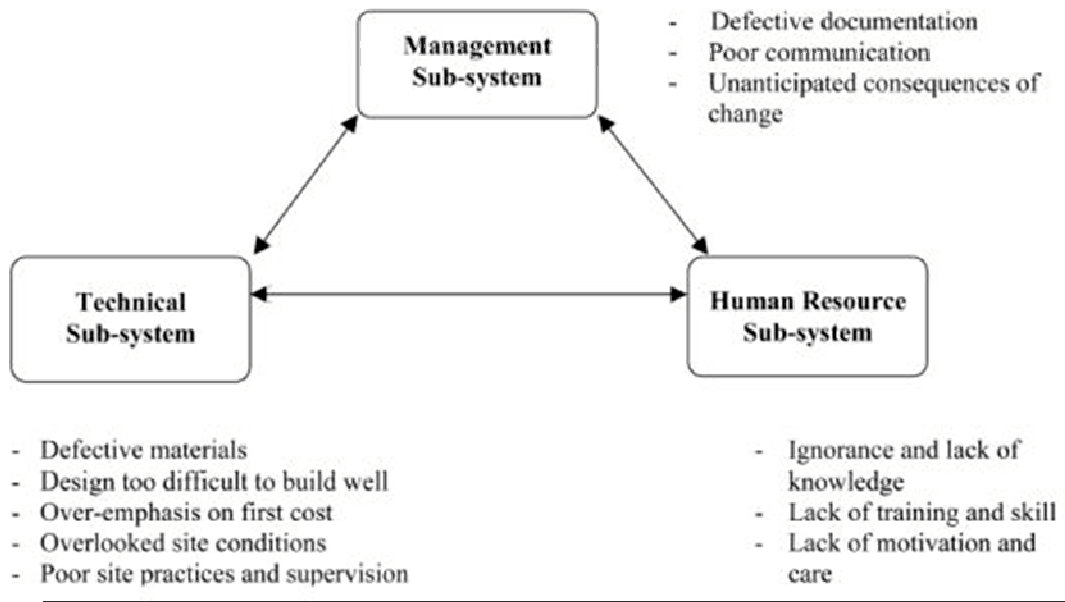 Management
Sub-system
- Defective documentation
- Poor communication
- Unanticipated consequences of
change
Technical
Sub-system
Human Resource
Sub-system
- Defective materials
- Design too difficult to build well
- Over-emphasis on first cost
- Overlooked site conditions
- Poor site practices and supervision
- Ignorance and lack of
knowledge
- Lack of training and skill
- Lack of motivation and
care